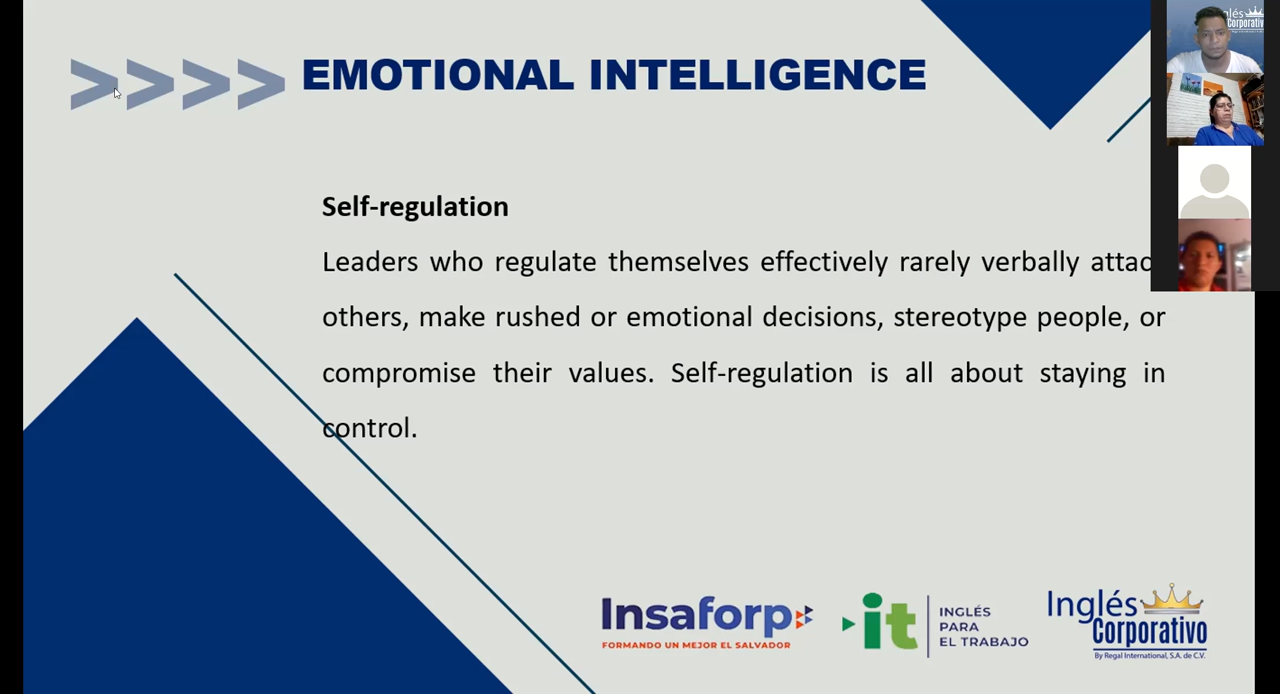 >>>> EMOTIONAL INTELLIGENCE
Self-regulation
Leaders who regulate themselves effectively rarely verbally attac
others, make rushed or emotional decisions, stereotype people, or
compromise their values. Self-regulation is all about staying in
control.
Insaforp
FORMANDO UN MEJOR EL SALVADOR
it
INGLÉS
PARA
EL TRABAJO
Inglés
Corporativo
By Regal International, S.A. de C.V.
glés
Corporativo